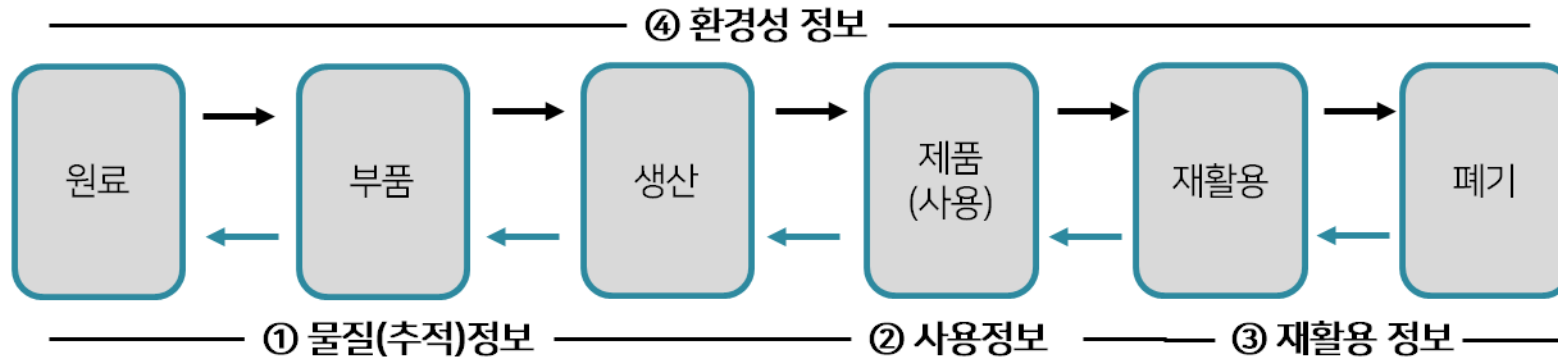 ④ 환경성 정보
원료
부품
생산
제품
(사용)
재활용
폐기
① 물질(추적)정보
② 사용정보
③ 재활용 정보